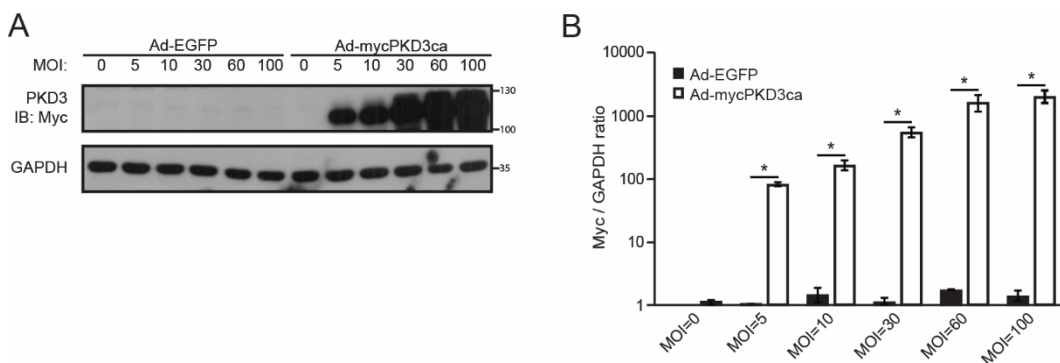 A
Ad-EGFP Ad-mycPKD3ca
MOI: 0 5 10 30 60 100 0 5 10 30 60 100
PKD3
IB: Myc
130
100
GAPDH
35
B
Ad-EGFP
Ad-mycPKD3ca
Myc / GAPDH ratio
10000
1000
100
10
1
* * * * *
MOI=0 MOI=5 MOI=10 MOI=30 MOI=60 MOI=100